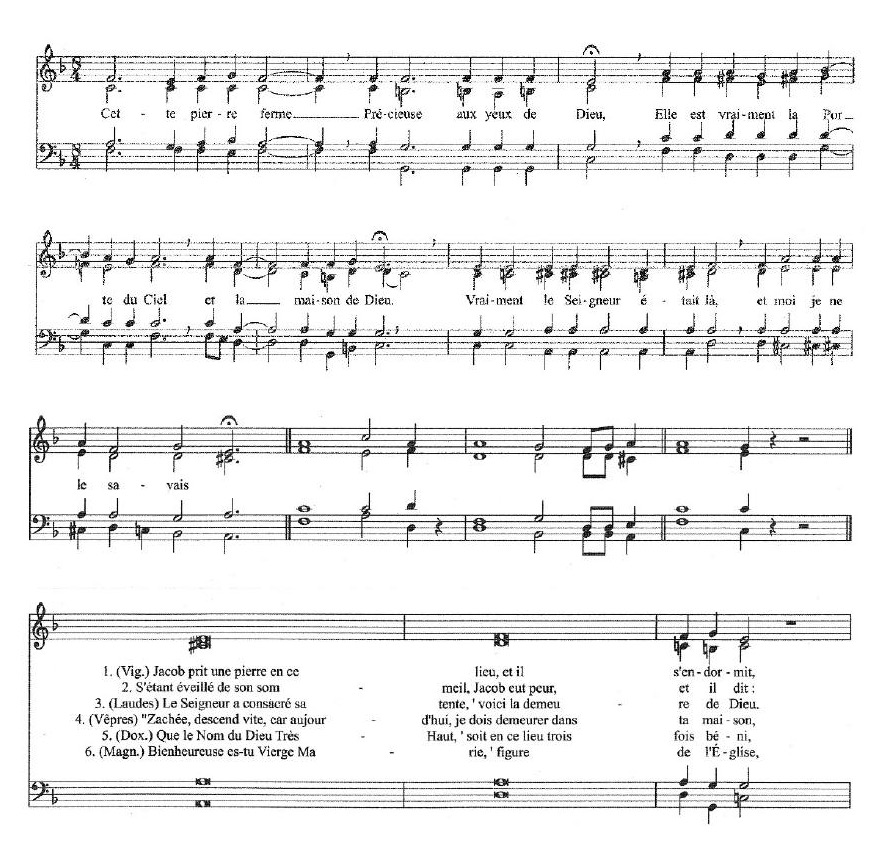 Cet - te pier - re ferme Pré-cieuse aux yeux de Dieu, Elle est vrai-ment la Por
te du Ciel et la mai-son de Dieu. Vrai-ment le Sei-gneur é - tait là, et moi je ne
le sa - vais
1. (Vig.) Jacob prit une pierre en ce lieu, et il s'en-dor-mit,
2. S'étant éveillé de son som - meil, Jacob eut peur, et il dit :
3. (Laudes) Le Seigneur a consacré sa tente, ' voici la demeu - re de Dieu.
4. (Vêpres) "Zachée, descend vite, car aujour - d'hui, je dois demeurer dans ta mai - son,
5. (Dox.) Que le Nom du Dieu Très - Haut, ' soit en ce lieu trois fois bé - ni,
6. (Magn.) Bienheureuse es-tu Vierge Ma - rie, ' figure de l'É-glise,